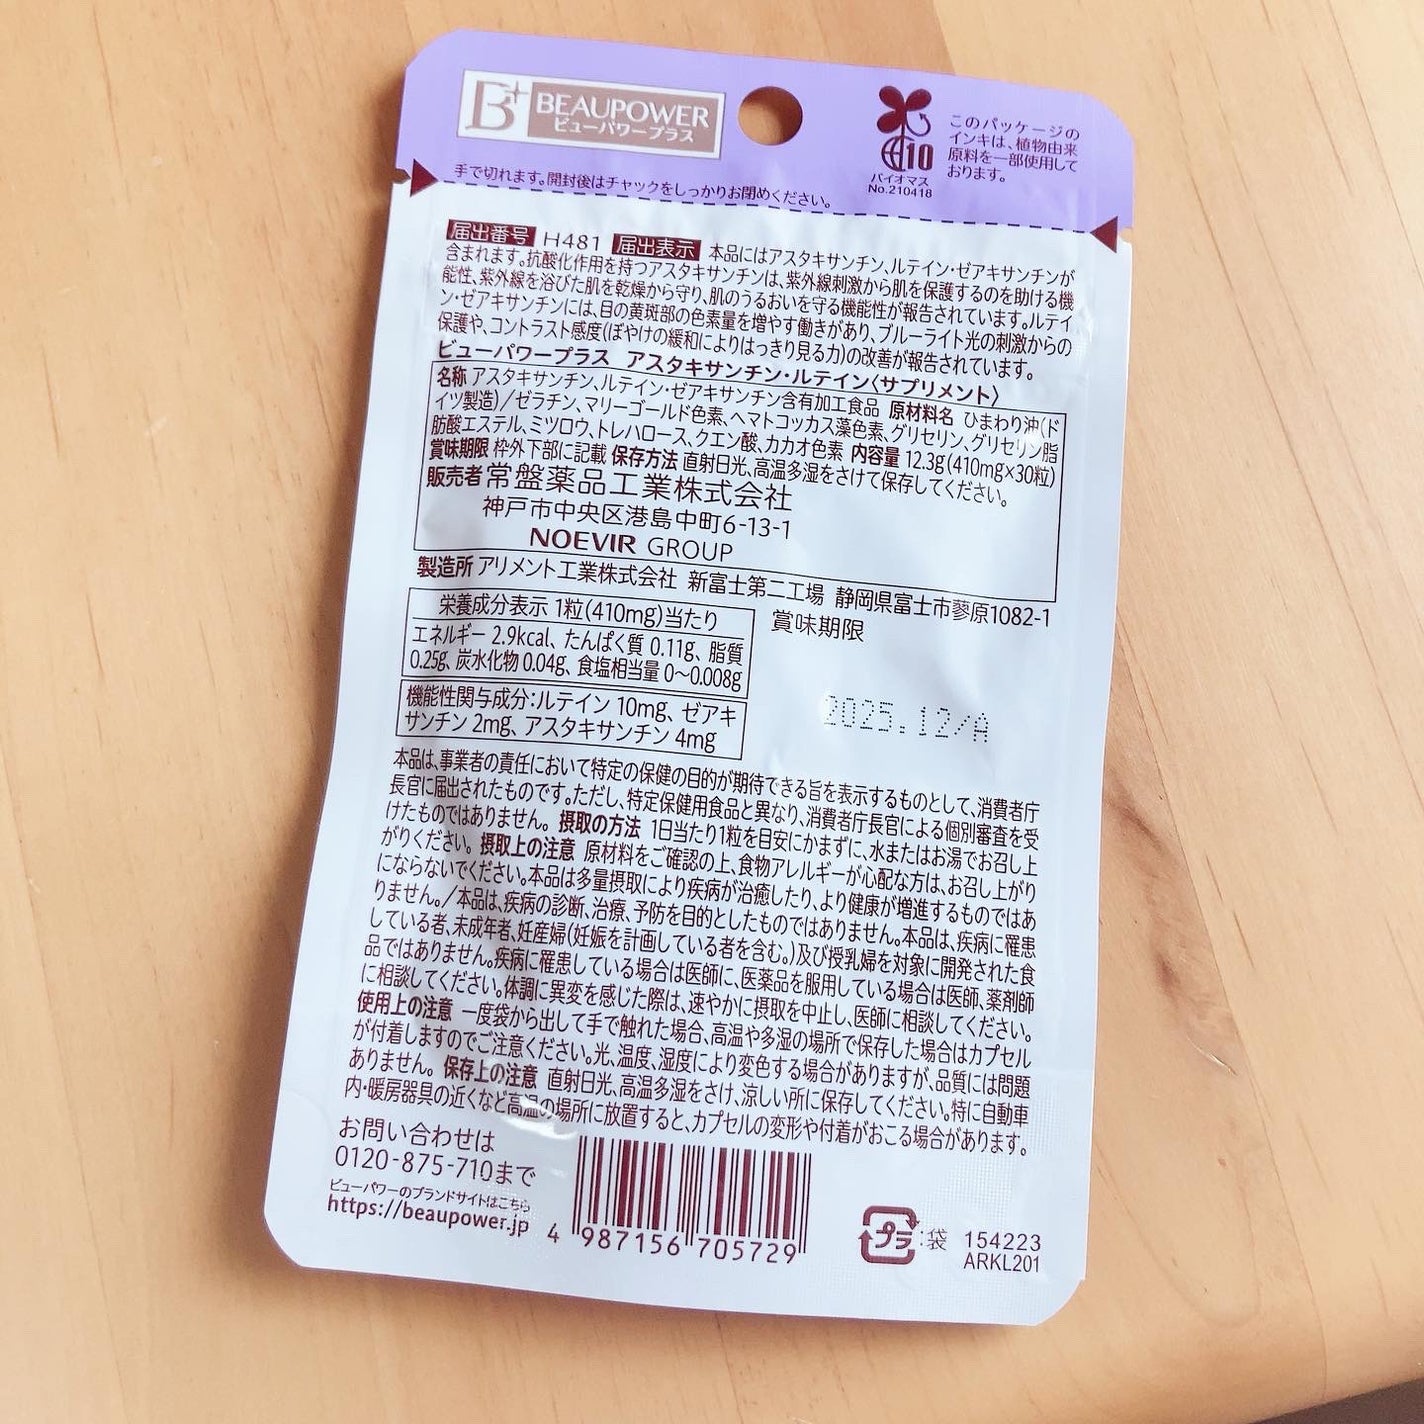 B+ BEAUPOWER
ビューパワープラス
10
バイオマス
No.210418
このパッケージの
インキは、植物由来
原料を一部使用して
おります。
手で切れます。開封後はチャックをしっかりお閉めください。
届出番号 H481 届出表示 本品にはアスタキサンチン、ルテイン・ゼアキサンチンが
含まれます。抗酸化作用を持つアスタキサンチンは、紫外線刺激から肌を保護するのを助ける機
能性、紫外線を浴びた肌を乾燥から守り、肌のうるおいを守る機能性が報告されています。ルテイ
ン・ゼアキサンチンには、目の黄斑部の色素量を増やす働きがあり、ブルーライト光の刺激からの
保護や、コントラスト感度(ぼやけの緩和によりはっきり見る力)の改善が報告されています。
ビューパワープラス アスタキサンチン・ルテイン〈サプリメント〉
名称 アスタキサンチン、ルテイン・ゼアキサンチン含有加工食品 原材料名 ひまわり油(ド
イツ製造)/ゼラチン、マリーゴールド色素、ヘマトコッカス藻色素、グリセリン、グリセリン脂
肪酸エステル、ミツロウ、トレハロース、クエン酸、カカオ色素 内容量 12.3g(410mg×30粒)
賞味期限 枠外下部に記載 保存方法 直射日光、高温多湿をさけて保存してください。
販売者 常盤薬品工業株式会社
神戸市中央区港島中町6-13-1
NOEVIR GROUP
製造所 アリメント工業株式会社 新富士第二工場 静岡県富士市蓼原1082-1
栄養成分表示 1粒(410mg)当たり
エネルギー 2.9kcal、たんぱく質 0.11g、脂質
0.25g、炭水化物 0.04g、食塩相当量 0〜0.008g
機能性関与成分:ルテイン 10mg、ゼアキ
サンチン 2mg、アスタキサンチン 4mg
賞味期限
2025.12/A
本品は、事業者の責任において特定の保健の目的が期待できる旨を表示するものとして、消費者庁
長官に届出されたものです。ただし、特定保健用食品と異なり、消費者庁長官による個別審査を受
けたものではありません。 摂取の方法 1日当たり1粒を目安にかまずに、水またはお湯でお召し上
がりください。 摂取上の注意 原材料をご確認の上、食物アレルギーが心配な方は、お召し上がり
にならないでください。本品は多量摂取により疾病が治癒したり、より健康が増進するものではあ
りません。/本品は、疾病の診断、治療、予防を目的としたものではありません。本品は、疾病に罹患
している者、未成年者、妊産婦(妊娠を計画している者を含む。)及び授乳婦を対象に開発された食
品ではありません。疾病に罹患している場合は医師に、医薬品を服用している場合は医師、薬剤師
に相談してください。体調に異変を感じた際は、速やかに摂取を中止し、医師に相談してください。
使用上の注意 一度袋から出して手で触れた場合、高温や多湿の場所で保存した場合はカプセル
が付着しますのでご注意ください。光、温度、湿度により変色する場合がありますが、品質には問題
ありません。 保存上の注意 直射日光、高温多湿をさけ、涼しい所に保存してください。特に自動車
内・暖房器具の近くなど高温の場所に放置すると、カプセルの変形や付着がおこる場合があります。
お問い合わせは
0120-875-710まで
ビューパワーのブランドサイトはこちら
https://beaupower.jp
4 987156 705729
プラ :袋
154223
ARKL201